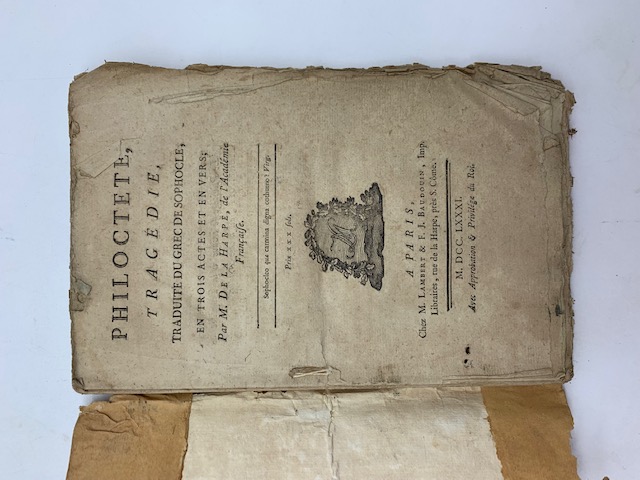 PHILOCTETE,
TRAGÉDIE,
TRADUITE DU GREC DE SOPHOCLE,
EN TROIS ACTES ET EN VERS;
Par M. DE LA HARPE, de l'Académie
Françaiſe.
Sophocleo quæ carmina digna cothurno? Virg.
Prix xxx ſols.
A PARIS,
Chez M. LAMBERT & F. J. BAUDOUIN, Imp.
Libraires, rue de la Harpe, près S. Côme.
M. DCC. LXXXI.
Avec Approbation & Privilége du Roi.